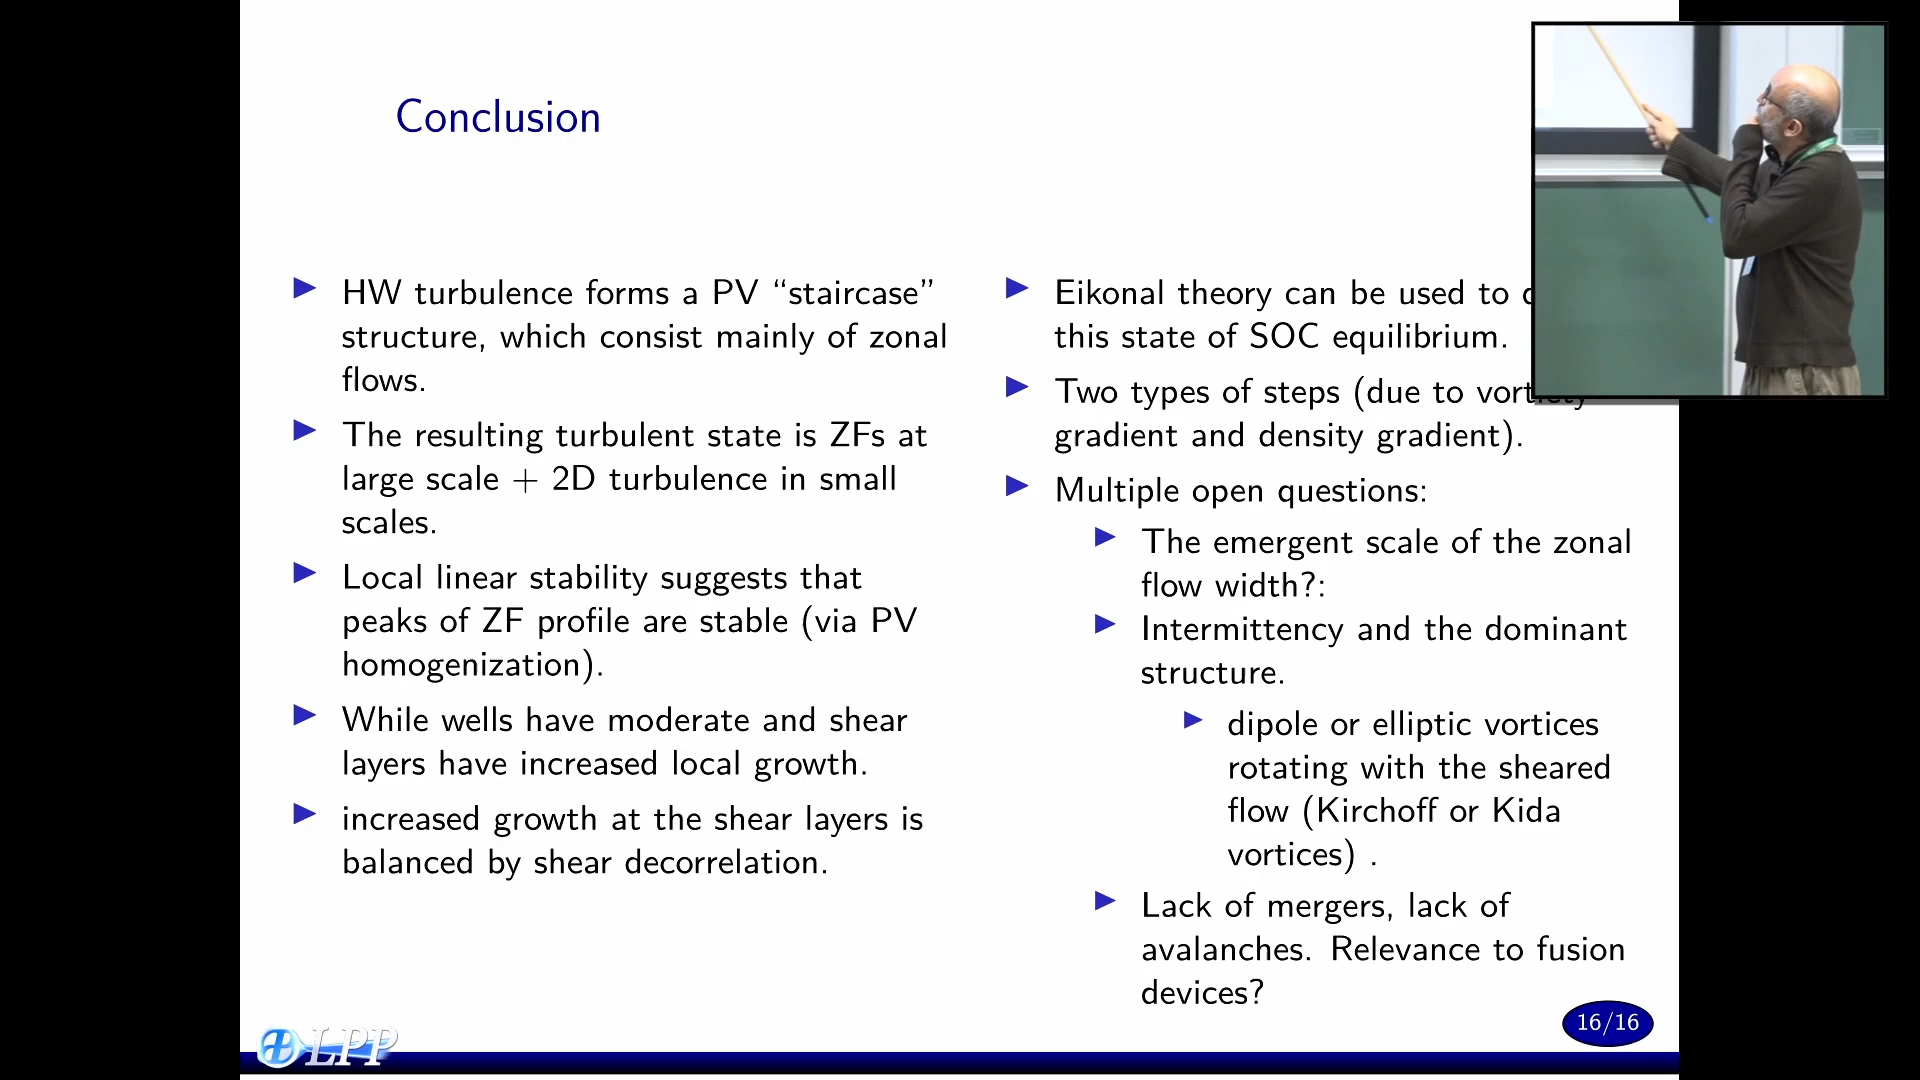 Conclusion
HW turbulence forms a PV “staircase”
structure, which consist mainly of zonal
flows.
The resulting turbulent state is ZFs at
large scale + 2D turbulence in small
scales.
Local linear stability suggests that
peaks of ZF profile are stable (via PV
homogenization).
While wells have moderate and shear
layers have increased local growth.
increased growth at the shear layers is
balanced by shear decorrelation.
Eikonal theory can be used to
this state of SOC equilibrium.
Two types of steps (due to vorticity
gradient and density gradient).
Multiple open questions:
The emergent scale of the zonal
flow width?:
Intermittency and the dominant
structure.
dipole or elliptic vortices
rotating with the sheared
flow (Kirchoff or Kida
vortices) .
Lack of mergers, lack of
avalanches. Relevance to fusion
devices?
LPP
16/16